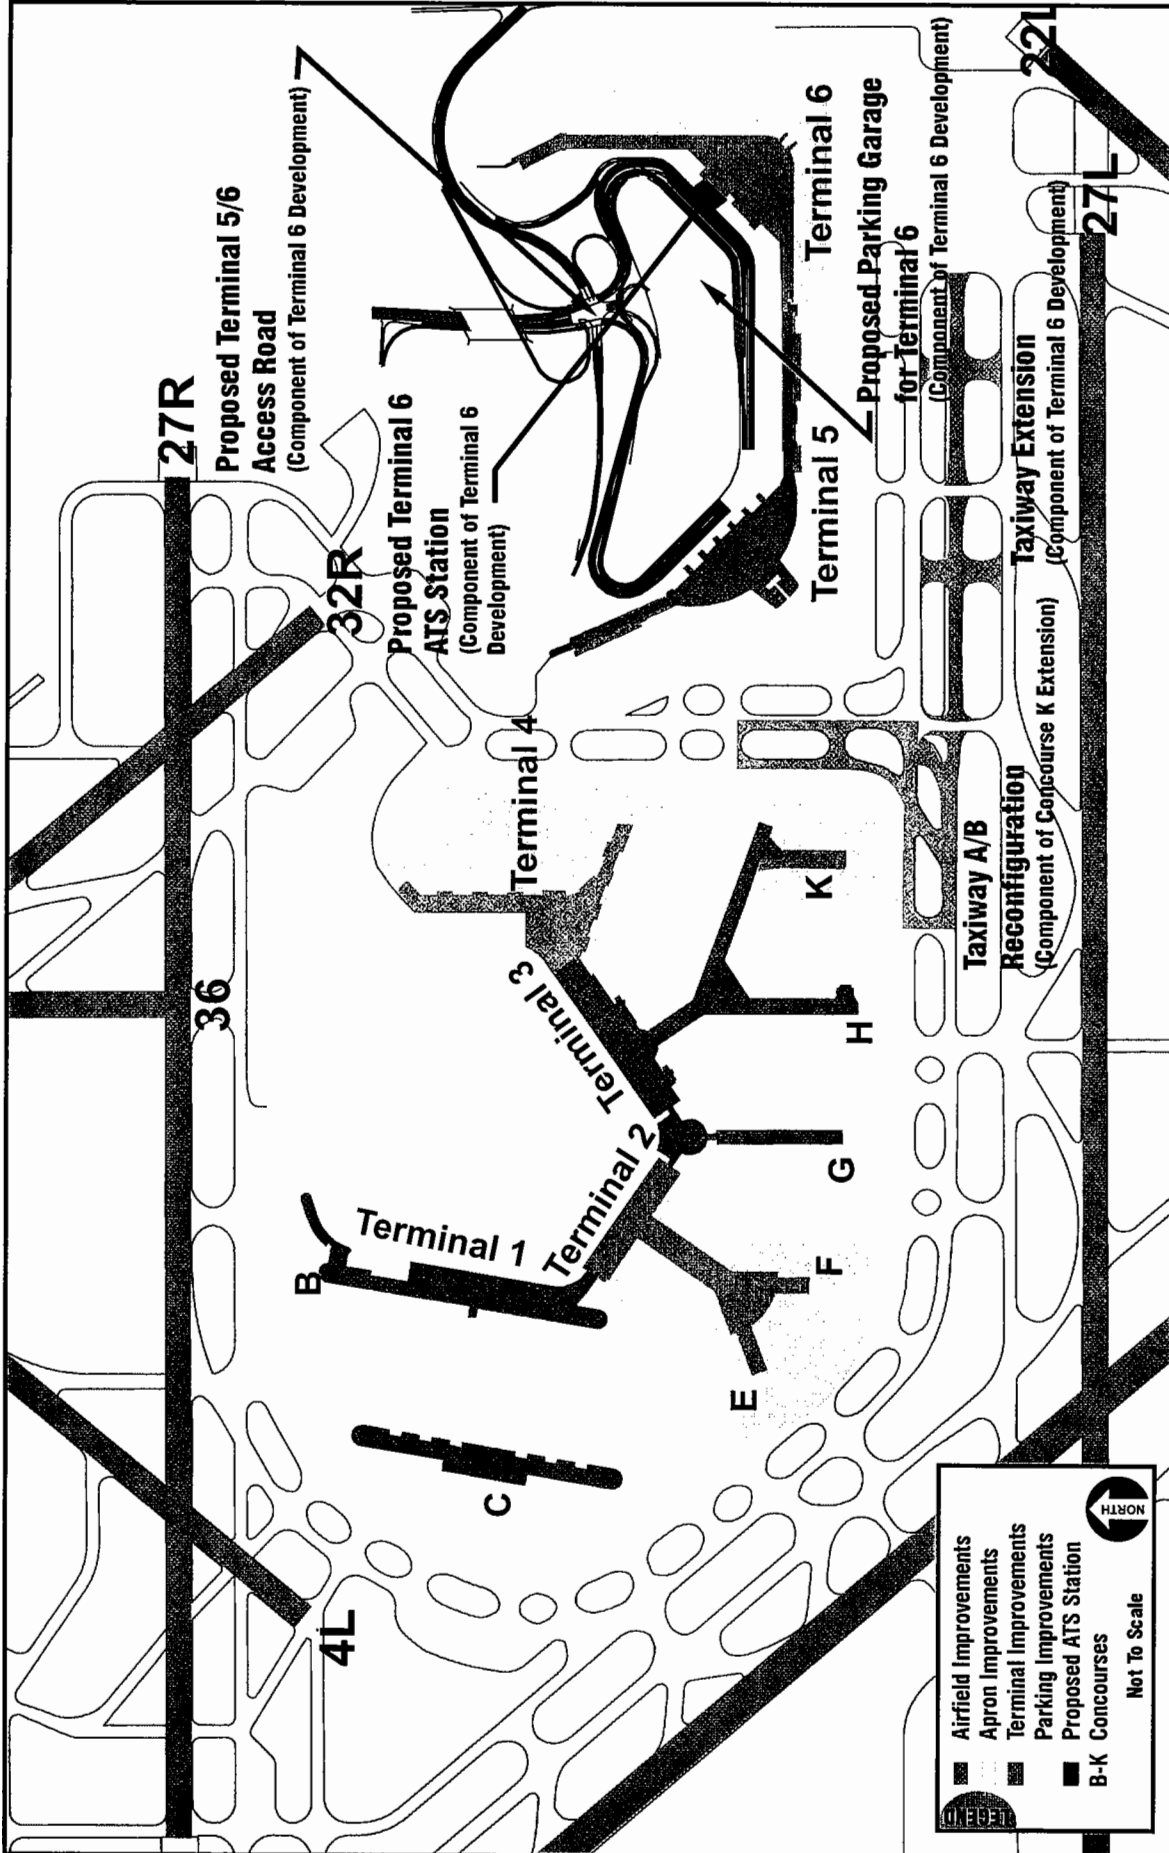 27R
Proposed Terminal 5/6
Access Road
(Component of Terminal 6 Development)
32R
Proposed Terminal 6
ATS Station
(Component of Terminal 6
Development)
36
4L
Terminal 4
Terminal 3
Terminal 2
Terminal 1
Terminal 2
B
C
E
F
G
H
K
Terminal 5
Terminal 6
Proposed Parking Garage
for Terminal 6
(Component of Terminal 6 Development)
22L
27L
Taxiway Extension
(Component of Terminal 6 Development)
Taxiway A/B
Reconfiguration
(Component of Concourse K Extension)
LEGEND
Airfield Improvements
Apron Improvements
Terminal Improvements
Parking Improvements
Proposed ATS Station
B-K Concourses
Not To Scale
NORTH